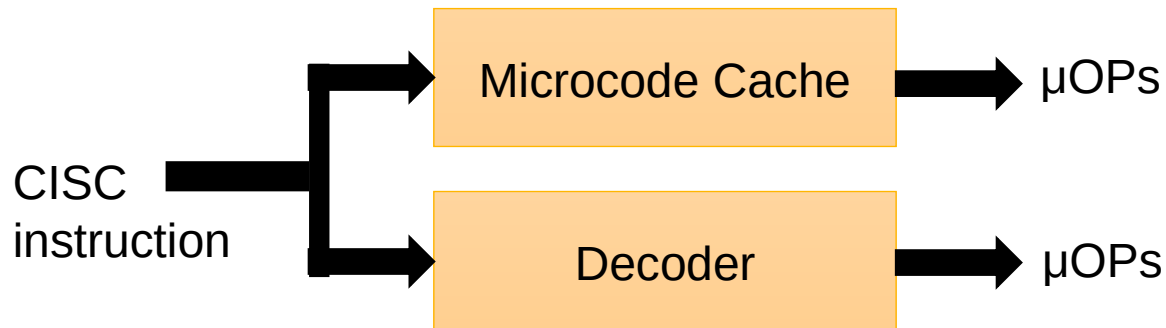 Microcode Cache
μOPs
CISC
instruction
Decoder
μOPs